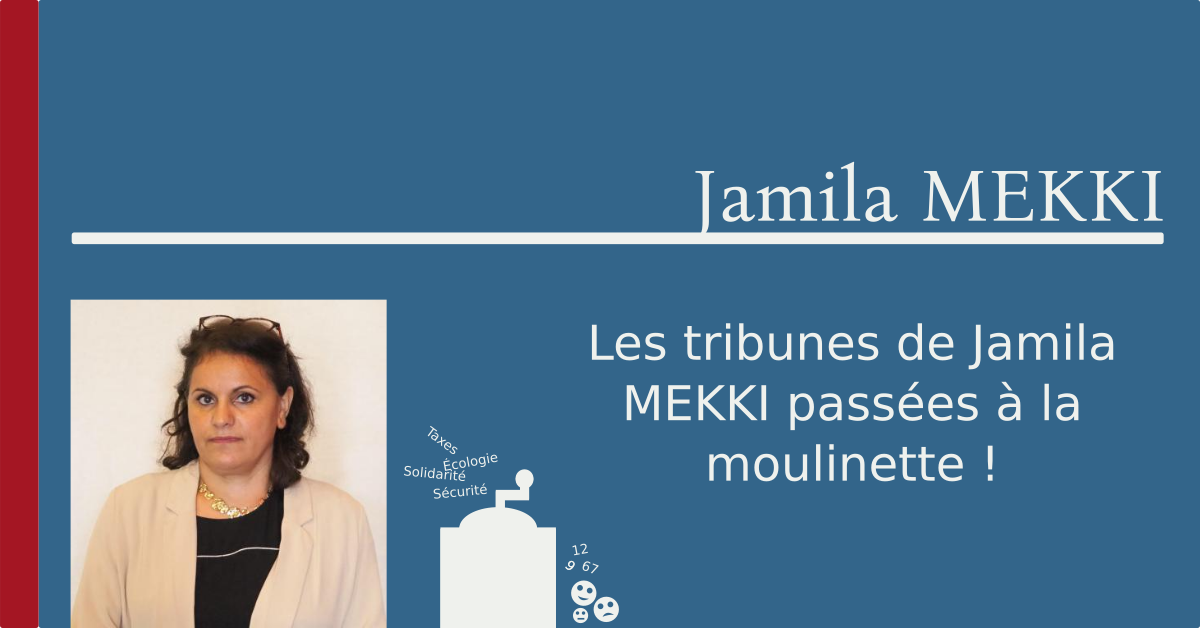 Jamila MEKKI
Les tribunes de Jamila
MEKKI passées à la
moulinette !
Taxes
Écologie
Solidarité
Sécurité
12
9 67